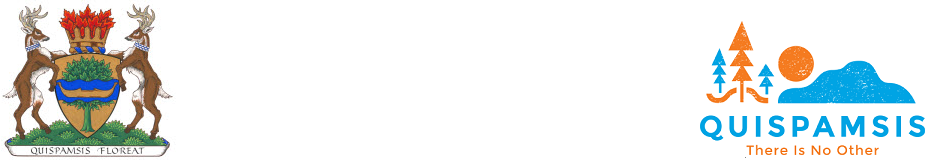 QUISPAMSIS FLOREAT
QUISPAMSIS
There Is No Other